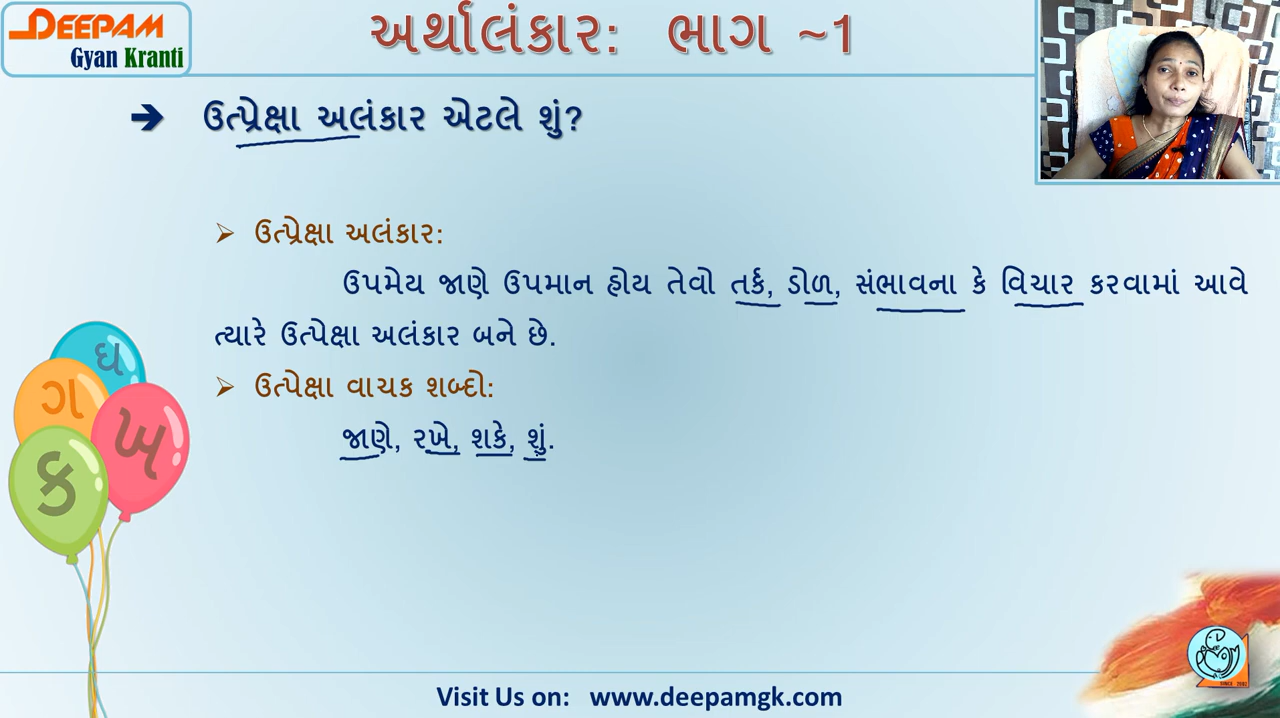 DEEPAM
Gyan Kranti
અર્થાલંકાર: ભાગ ~1
➔ ઉત્પ્રેક્ષા અલંકાર એટલે શું?
➢ ઉત્પ્રેક્ષા અલંકાર:
ઉપમેય જાણે ઉપમાન હોય તેવો તર્ક, ડોળ, સંભાવના કે વિચાર કરવામાં આવે
ત્યારે ઉત્પેક્ષા અલંકાર બને છે.
➢ ઉત્પેક્ષા વાચક શબ્દો:
જાણે, રખે, શકે, શું.
ઘ
ગ
ખ
ક
Visit Us on: www.deepamgk.com